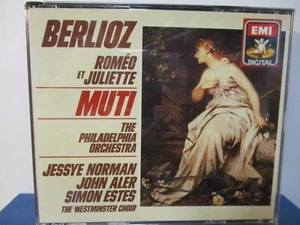 BERLIOZ
ROMÉO
ET JULIETTE
MUTI
THE
PHILADELPHIA
ORCHESTRA
JESSYE NORMAN
JOHN ALER
SIMON ESTES
THE WESTMINSTER CHOIR
EMI
DIGITAL